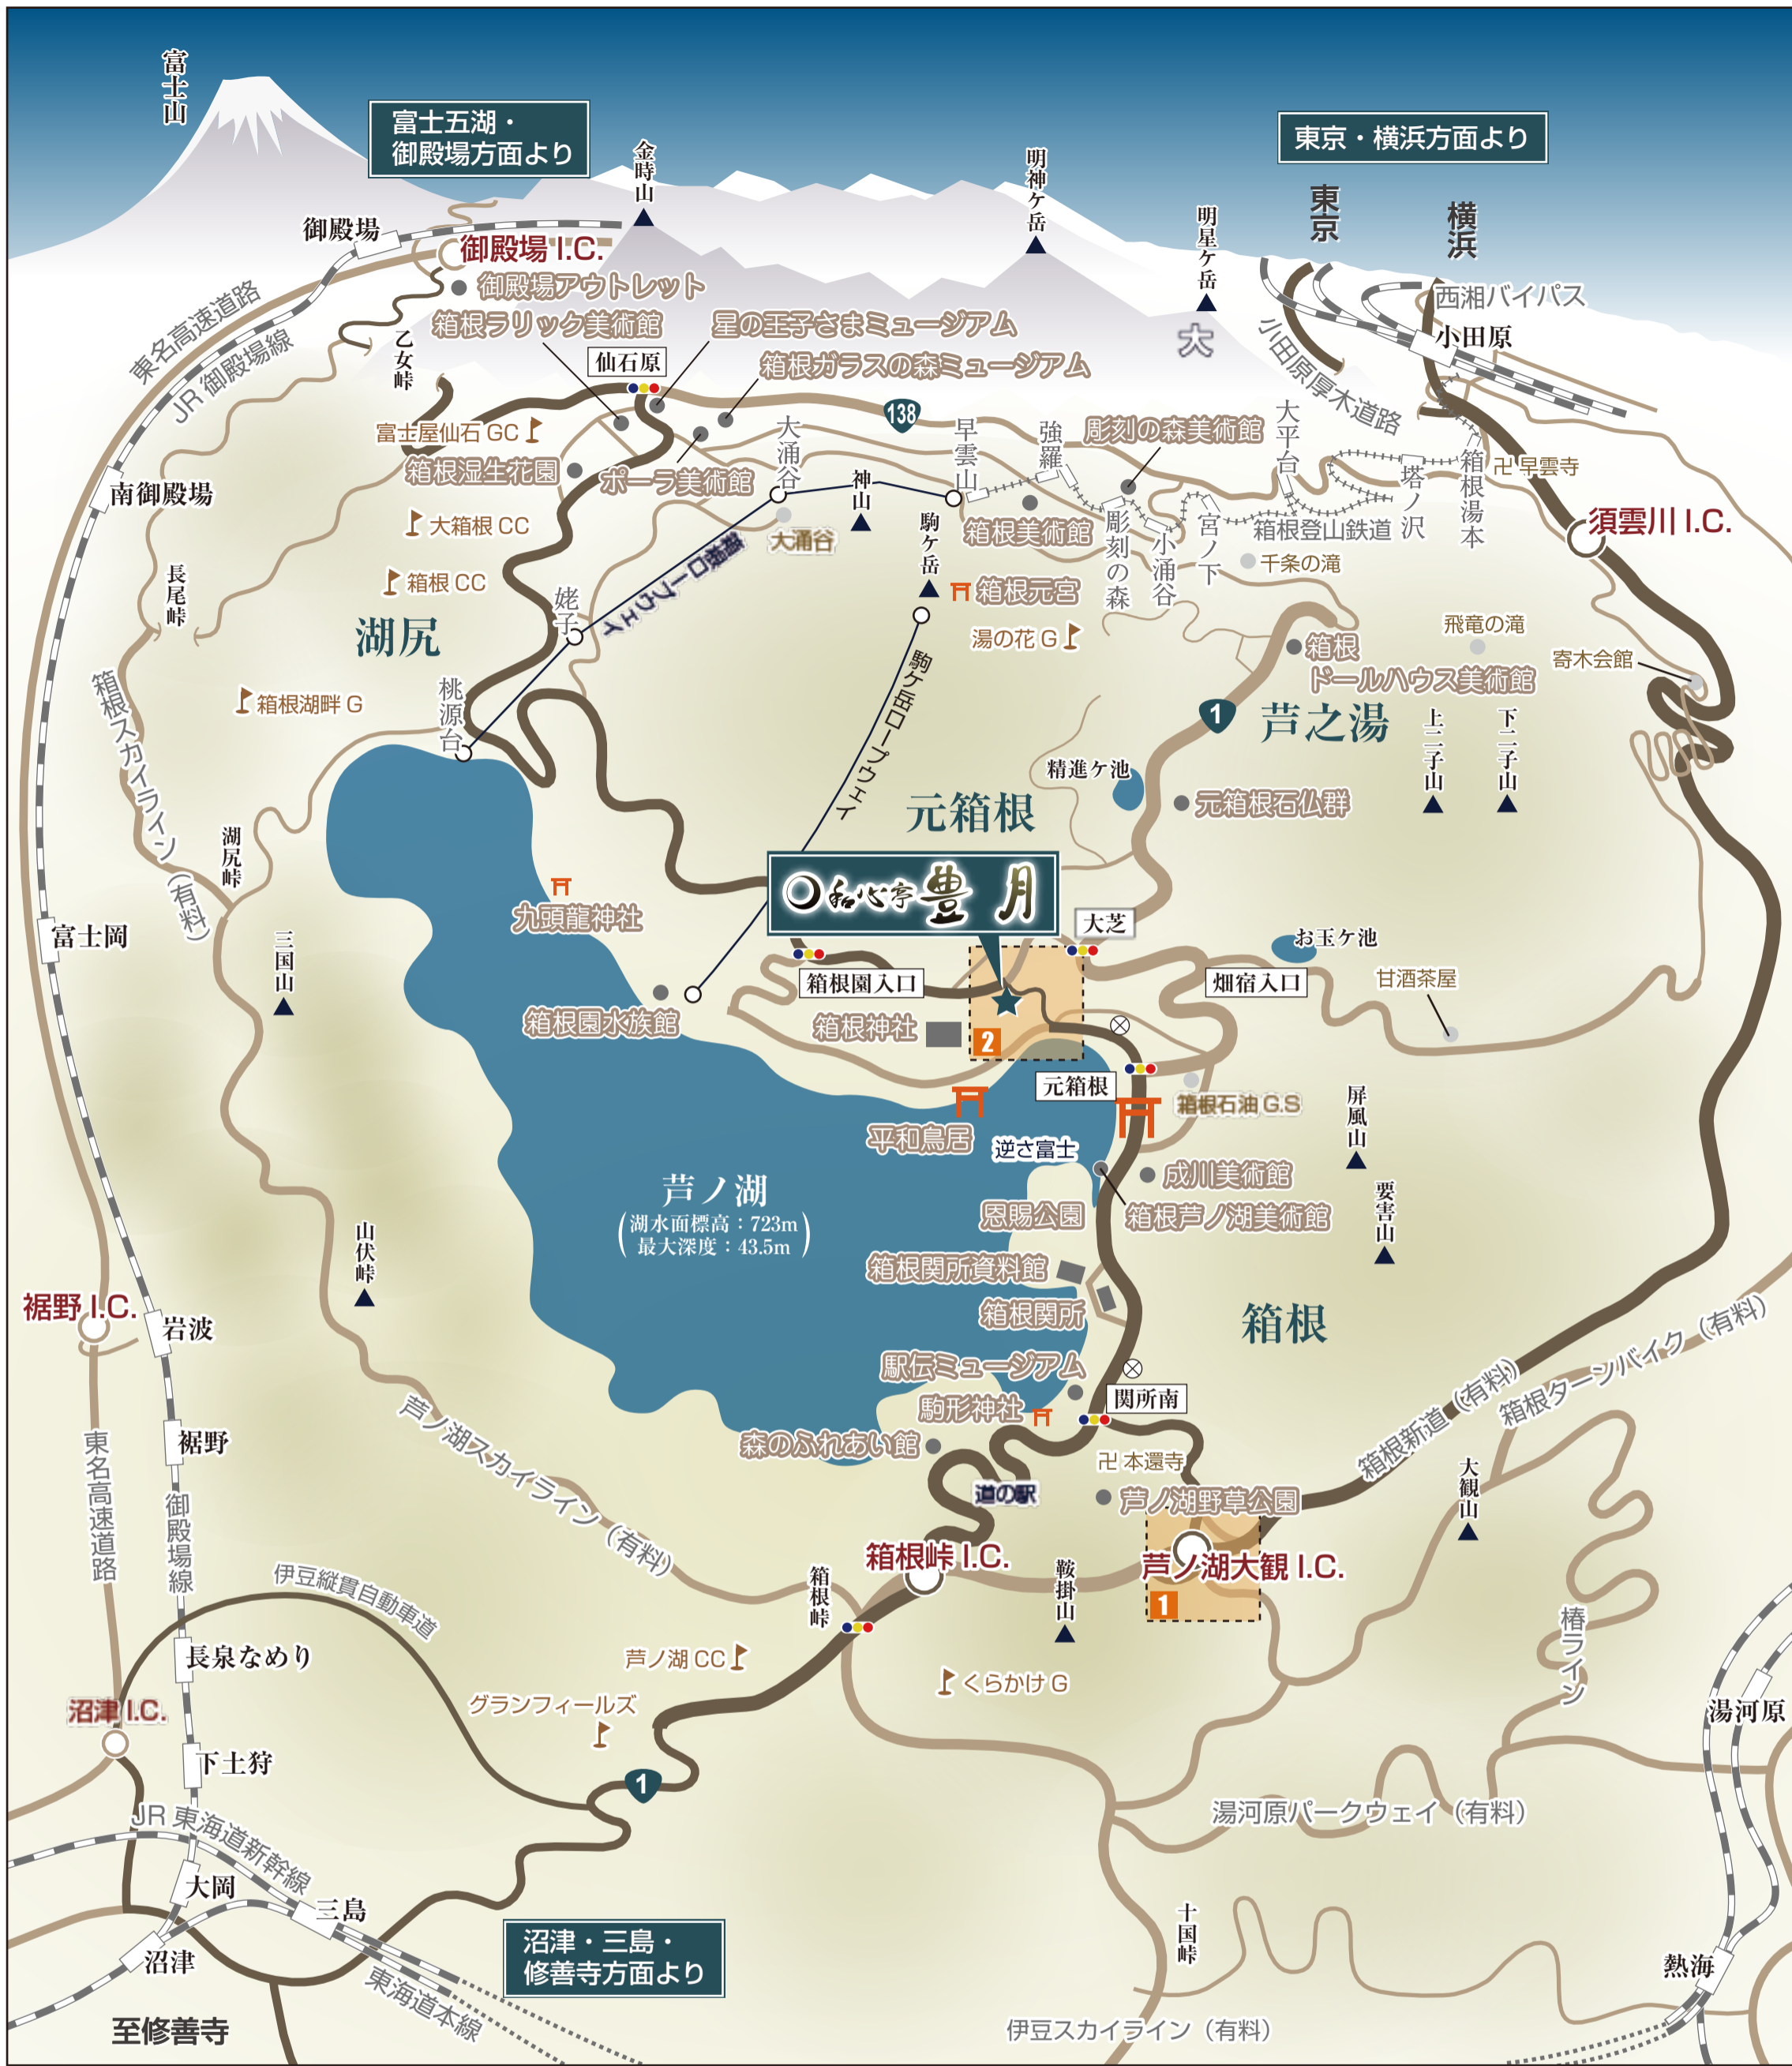 富士山
富士五湖・
御殿場方面より
東京・横浜方面より
金時山
明神ケ岳
明星ケ岳
東京
横浜
御殿場
御殿場 I.C.
御殿場アウトレット
西湘バイパス
小田原
東名高速道路
JR 御殿場線
乙女峠
箱根ラリック美術館
星の王子さまミュージアム
仙石原
箱根ガラスの森ミュージアム
大
小田原厚木道路
138
富士屋仙石 GC
箱根湿生花園
ポーラ美術館
大涌谷
早雲山
強羅
彫刻の森美術館
大平台
塔ノ沢
箱根湯本
卍 早雲寺
南御殿場
大箱根 CC
神山
駒ケ岳
大涌谷
箱根美術館
彫刻の森
小涌谷
宮ノ下
箱根登山鉄道
須雲川 I.C.
千条の滝
長尾峠
箱根 CC
姥子
箱根ロープウェイ
箱根元宮
湯の花 G
湖尻
飛竜の滝
箱根
ドールハウス美術館
寄木会館
箱根スカイライン（有料）
箱根湖畔 G
桃源台
駒ケ岳ロープウェイ
1
芦之湯
上二子山
下二子山
精進ケ池
元箱根石仏群
元箱根
湖尻峠
和心亭 豊月
九頭龍神社
大芝
お玉ケ池
富士岡
三国山
箱根園入口
畑宿入口
甘酒茶屋
箱根園水族館
箱根神社
2
元箱根
箱根石油 G.S
屏風山
平和鳥居
逆さ富士
成川美術館
芦ノ湖
（湖水面標高：723m
最大深度：43.5m）
恩賜公園
箱根芦ノ湖美術館
要害山
山伏峠
箱根関所資料館
箱根関所
箱根
裾野 I.C.
岩波
駅伝ミュージアム
関所南
駒形神社
箱根新道（有料）
箱根ターンバイク（有料）
裾野
芦ノ湖スカイライン（有料）
森のふれあい館
卍 本還寺
道の駅
芦ノ湖野草公園
大観山
東名高速道路
御殿場線
箱根峠 I.C.
芦ノ湖大観 I.C.
1
伊豆縦貫自動車道
箱根峠
鞍掛山
椿ライン
長泉なめり
芦ノ湖 CC
くらかけ G
グランフィールズ
沼津 I.C.
湯河原
下土狩
1
湯河原パークウェイ（有料）
JR 東海道新幹線
大岡
三島
沼津・三島・
修善寺方面より
十国峠
沼津
東海道本線
熱海
至修善寺
伊豆スカイライン（有料）